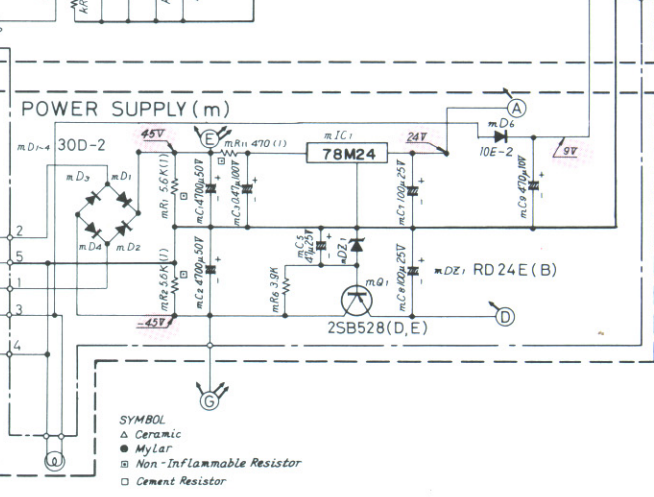 POWER SUPPLY(m)
mD1-4 30D-2
45V
E
mR11 470 (1)
mIC1
78M24
24V
A
mD6
10E-2
9V
mD3
mD1
mD4
mD2
mR1 5.6K(1)
mC1 4700µ50V
mC3 0.47µ100V
mC7 100µ25V
mC9 470µ10V
2
5
1
3
4
mR2 5.6K(1)
mC2 4700µ50V
mC5
47µ25V
mDZ1
mR6 3.9K
mQ1
mC8 100µ25V
mDZ1 RD24E(B)
-45V
2SB528(D,E)
D
G
SYMBOL
△ Ceramic
● Mylar
⊡ Non-Inflammable Resistor
□ Cement Resistor